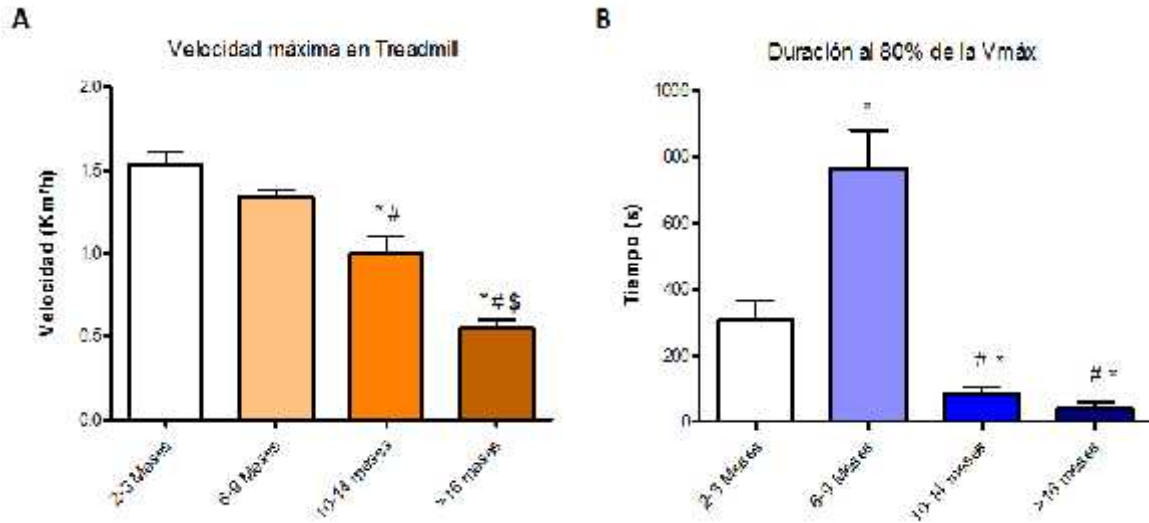 A
Velocidad máxima en Treadmill
2.0
1.5
1.0
0.5
0.0
Velocidad (Km/h)
*#
*#$
2-3 Meses
6-9 Meses
10-14 meses
>16 meses
B
Duración al 80% de la Vmáx
1000
800
600
400
200
0
Tiempo (s)
*
# *
# *
2-3 Meses
6-9 Meses
10-14 meses
>16 meses